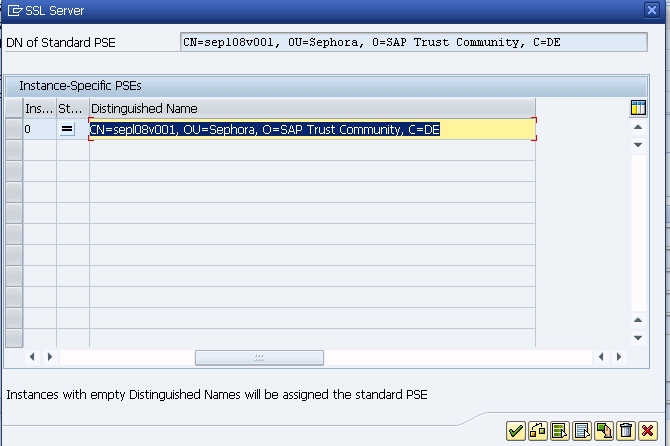 SSL Server
DN of Standard PSE CN=sepl08v001, OU=Sephora, O=SAP Trust Community, C=DE
Instance-Specific PSEs
Ins... St... Distinguished Name
0 CN=sepl08v001, OU=Sephora, O=SAP Trust Community, C=DE
Instances with empty Distinguished Names will be assigned the standard PSE